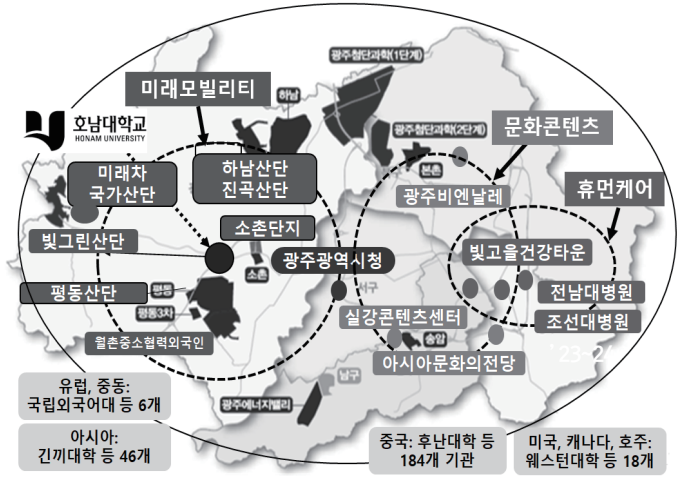 광주첨단과학(1단계)
미래모빌리티
하남
호남대학교
HONAM UNIVERSITY
광주첨단과학(2단계)
문화콘텐츠
미래차
국가산단
하남산단
진곡산단
본촌
광주비엔날레
휴먼케어
빛그린산단
소촌단지
광주광역시청
빛고을건강타운
소촌
평동산단
평동
서구
전남대병원
평동3차
실감콘텐츠센터
조선대병원
월촌중소협력외국인
송암
아시아문화의전당
'23~24
유럽, 중동:
국립외국어대 등 6개
남구
광주에너지밸리
아시아:
긴끼대학 등 46개
중국: 후난대학 등
184개 기관
미국, 캐나다, 호주:
웨스턴대학 등 18개